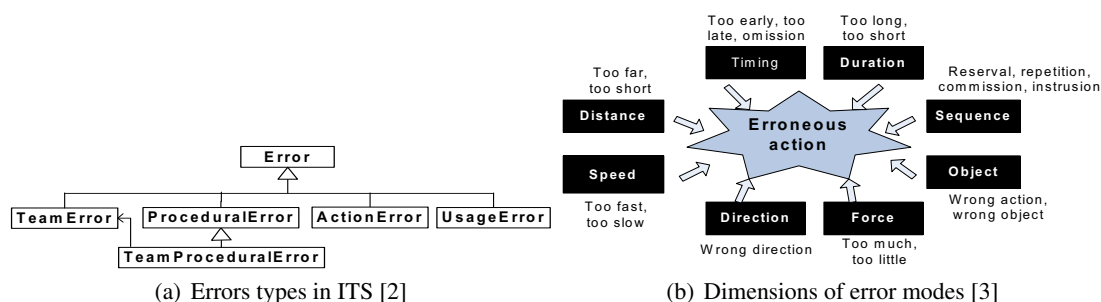 Error
TeamError
ProceduralError
ActionError
UsageError
TeamProceduralError
(a) Errors types in ITS [2]
Too early, too
late, omission
Timing
Too long,
too short
Duration
Too far,
too short
Distance
Reserval, repetition,
commission, instrusion
Sequence
Erroneous
action
Speed
Too fast,
too slow
Object
Wrong action,
wrong object
Direction
Wrong direction
Force
Too much,
too little
(b) Dimensions of error modes [3]